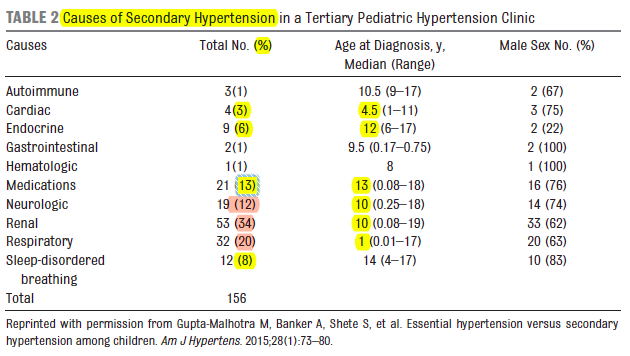 TABLE 2 Causes of Secondary Hypertension in a Tertiary Pediatric Hypertension Clinic
Causes Total No. (%) Age at Diagnosis, y, Male Sex No. (%)
Median (Range)
Autoimmune 3(1) 10.5 (9–17) 2 (67)
Cardiac 4(3) 4.5 (1–11) 3 (75)
Endocrine 9 (6) 12 (6–17) 2 (22)
Gastrointestinal 2(1) 9.5 (0.17–0.75) 2 (100)
Hematologic 1(1) 8 1 (100)
Medications 21 (13) 13 (0.08–18) 16 (76)
Neurologic 19 (12) 10 (0.25–18) 14 (74)
Renal 53 (34) 10 (0.08–19) 33 (62)
Respiratory 32 (20) 1 (0.01–17) 20 (63)
Sleep-disordered 12 (8) 14 (4–17) 10 (83)
breathing
Total 156
Reprinted with permission from Gupta-Malhotra M, Banker A, Shete S, et al. Essential hypertension versus secondary
hypertension among children. Am J Hypertens. 2015;28(1):73–80.